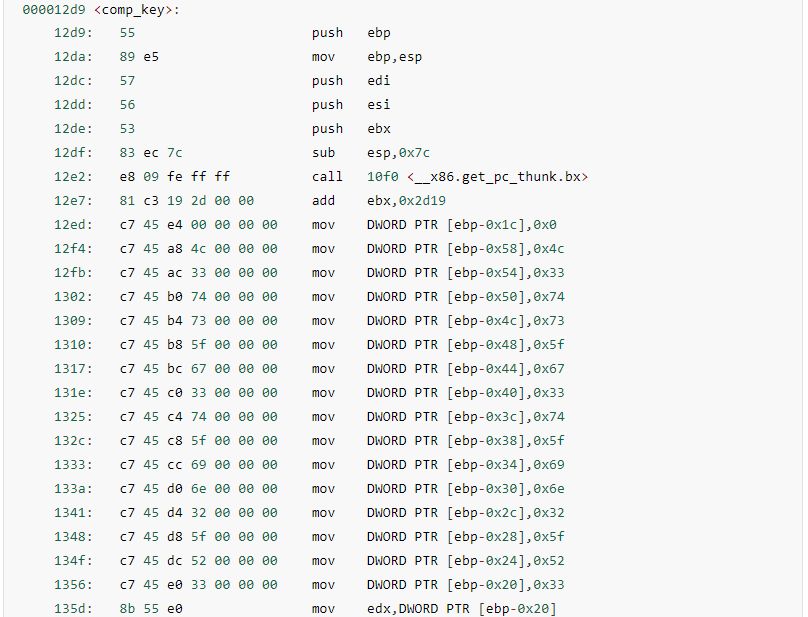 000012d9 <comp_key>:
12d9: 55 push ebp
12da: 89 e5 mov ebp,esp
12dc: 57 push edi
12dd: 56 push esi
12de: 53 push ebx
12df: 83 ec 7c sub esp,0x7c
12e2: e8 09 fe ff ff call 10f0 <__x86.get_pc_thunk.bx>
12e7: 81 c3 19 2d 00 00 add ebx,0x2d19
12ed: c7 45 e4 00 00 00 00 mov DWORD PTR [ebp-0x1c],0x0
12f4: c7 45 a8 4c 00 00 00 mov DWORD PTR [ebp-0x58],0x4c
12fb: c7 45 ac 33 00 00 00 mov DWORD PTR [ebp-0x54],0x33
1302: c7 45 b0 74 00 00 00 mov DWORD PTR [ebp-0x50],0x74
1309: c7 45 b4 73 00 00 00 mov DWORD PTR [ebp-0x4c],0x73
1310: c7 45 b8 5f 00 00 00 mov DWORD PTR [ebp-0x48],0x5f
1317: c7 45 bc 67 00 00 00 mov DWORD PTR [ebp-0x44],0x67
131e: c7 45 c0 33 00 00 00 mov DWORD PTR [ebp-0x40],0x33
1325: c7 45 c4 74 00 00 00 mov DWORD PTR [ebp-0x3c],0x74
132c: c7 45 c8 5f 00 00 00 mov DWORD PTR [ebp-0x38],0x5f
1333: c7 45 cc 69 00 00 00 mov DWORD PTR [ebp-0x34],0x69
133a: c7 45 d0 6e 00 00 00 mov DWORD PTR [ebp-0x30],0x6e
1341: c7 45 d4 32 00 00 00 mov DWORD PTR [ebp-0x2c],0x32
1348: c7 45 d8 5f 00 00 00 mov DWORD PTR [ebp-0x28],0x5f
134f: c7 45 dc 52 00 00 00 mov DWORD PTR [ebp-0x24],0x52
1356: c7 45 e0 33 00 00 00 mov DWORD PTR [ebp-0x20],0x33
135d: 8b 55 e0 mov edx,DWORD PTR [ebp-0x20]